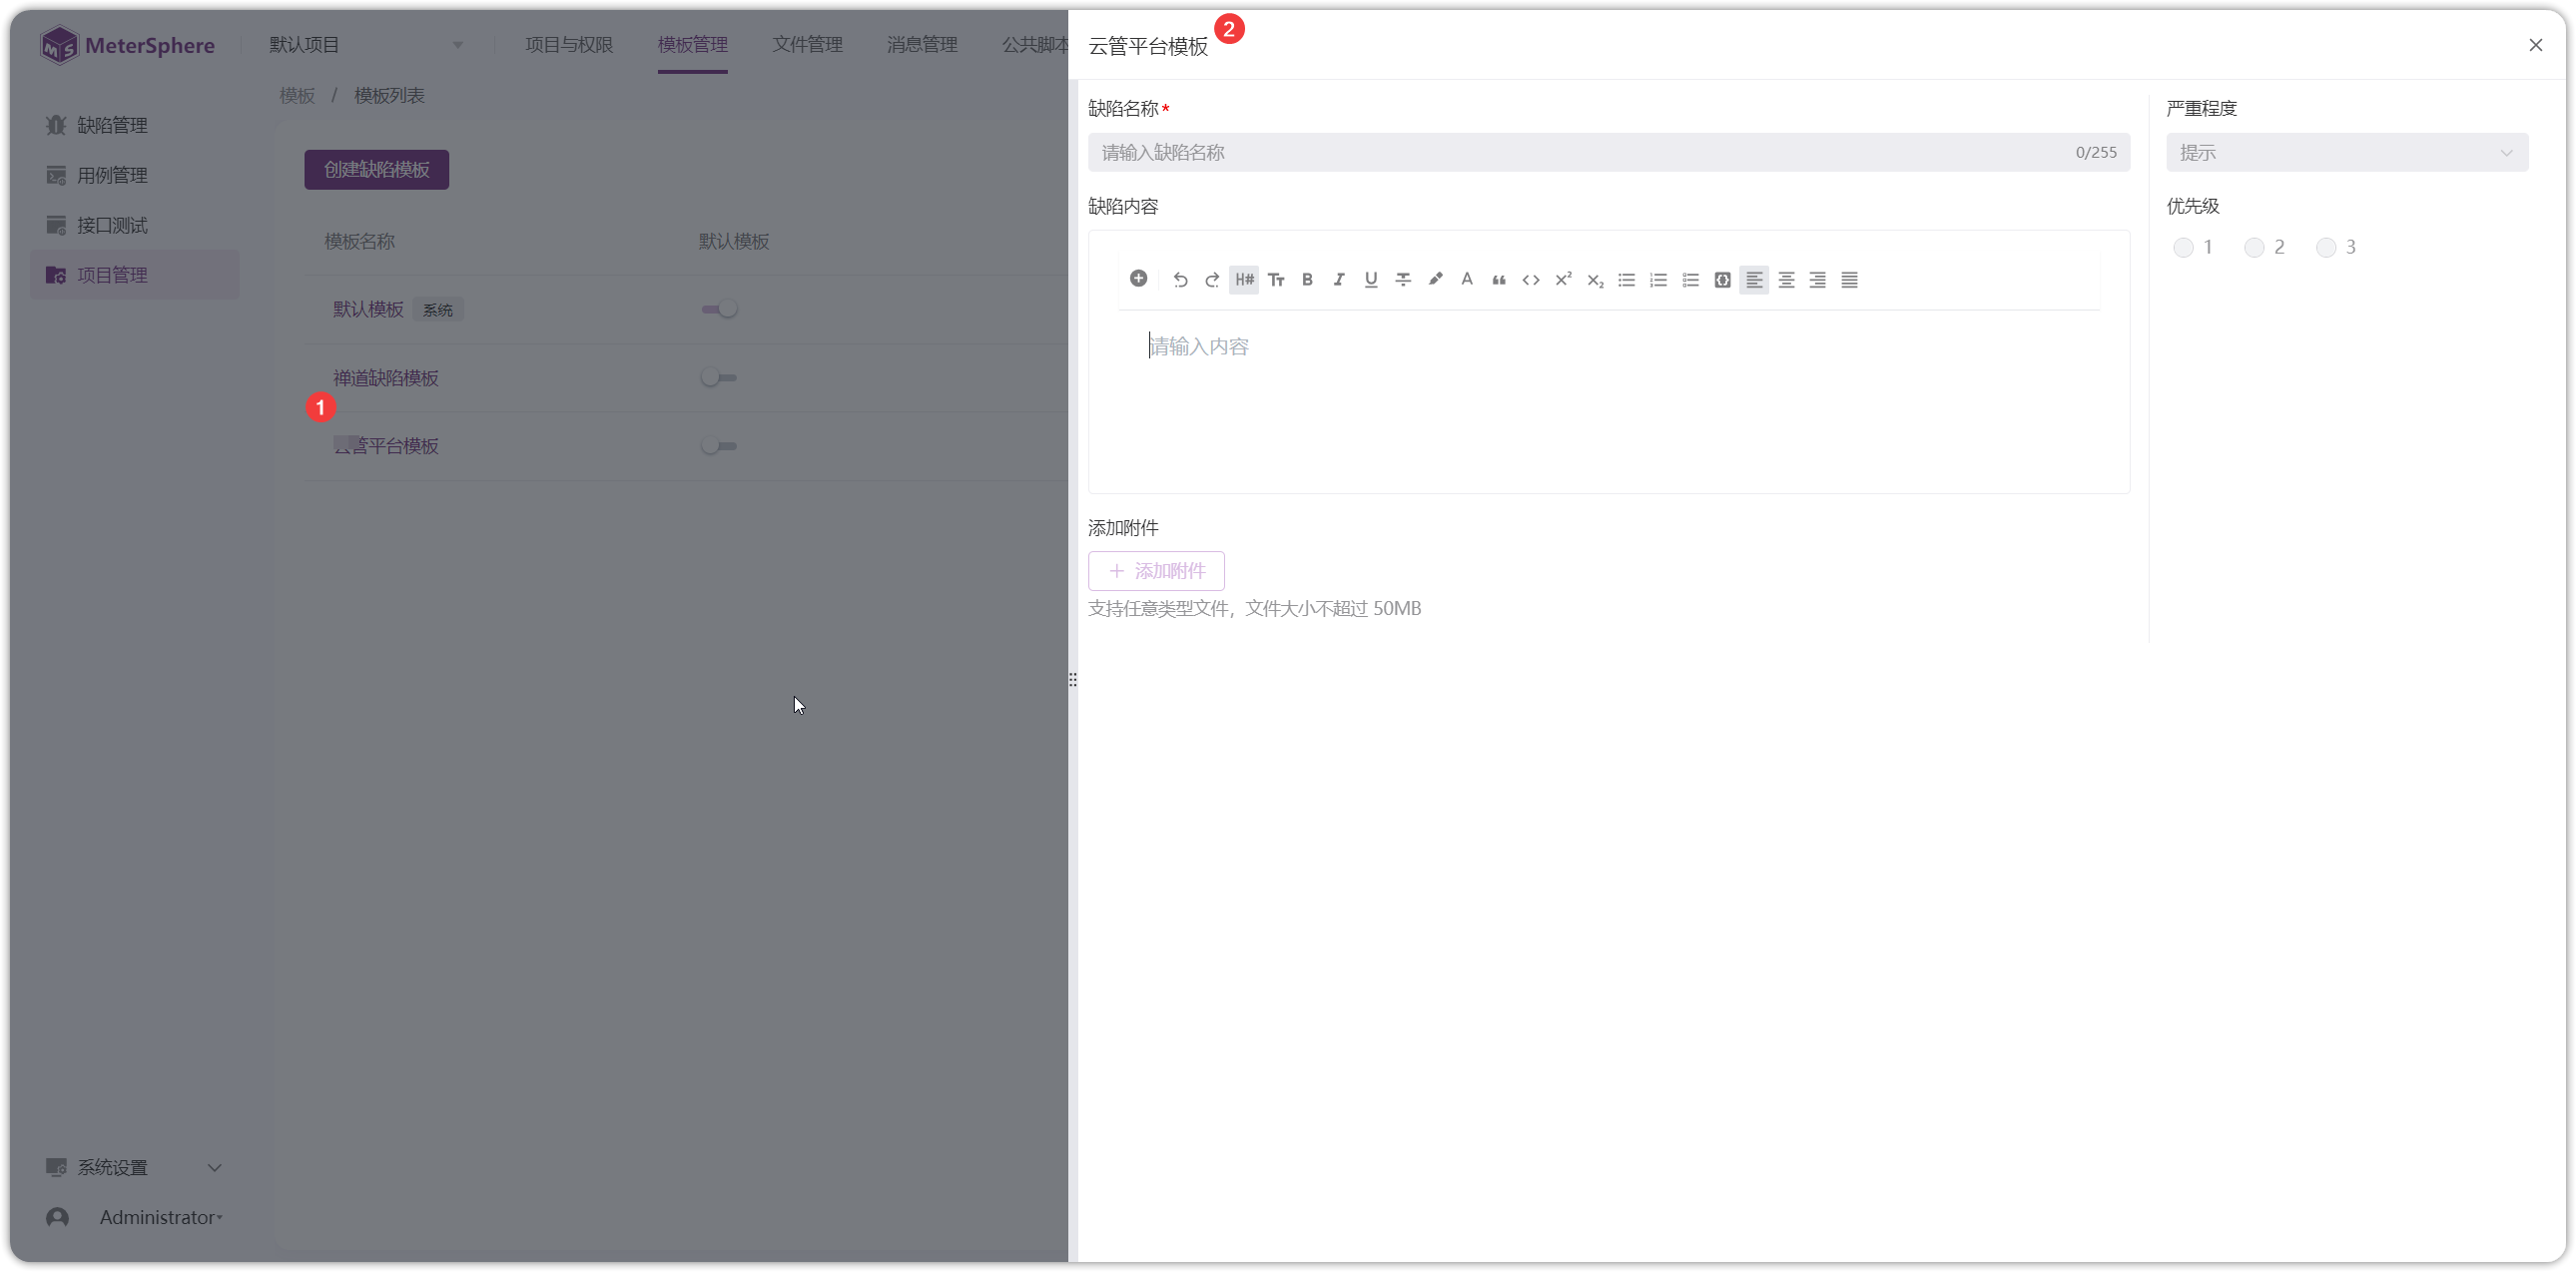 MeterSphere
默认项目
项目与权限
模板管理
文件管理
消息管理
公共脚本
模板 / 模板列表
缺陷管理
用例管理
接口测试
项目管理
创建缺陷模板
模板名称
默认模板
默认模板
系统
禅道缺陷模板
1
云管平台模板
系统设置
Administrator
云管平台模板
2
缺陷名称*
请输入缺陷名称
0/255
缺陷内容
H#
请输入内容
添加附件
+ 添加附件
支持任意类型文件，文件大小不超过 50MB
严重程度
提示
优先级
1
2
3